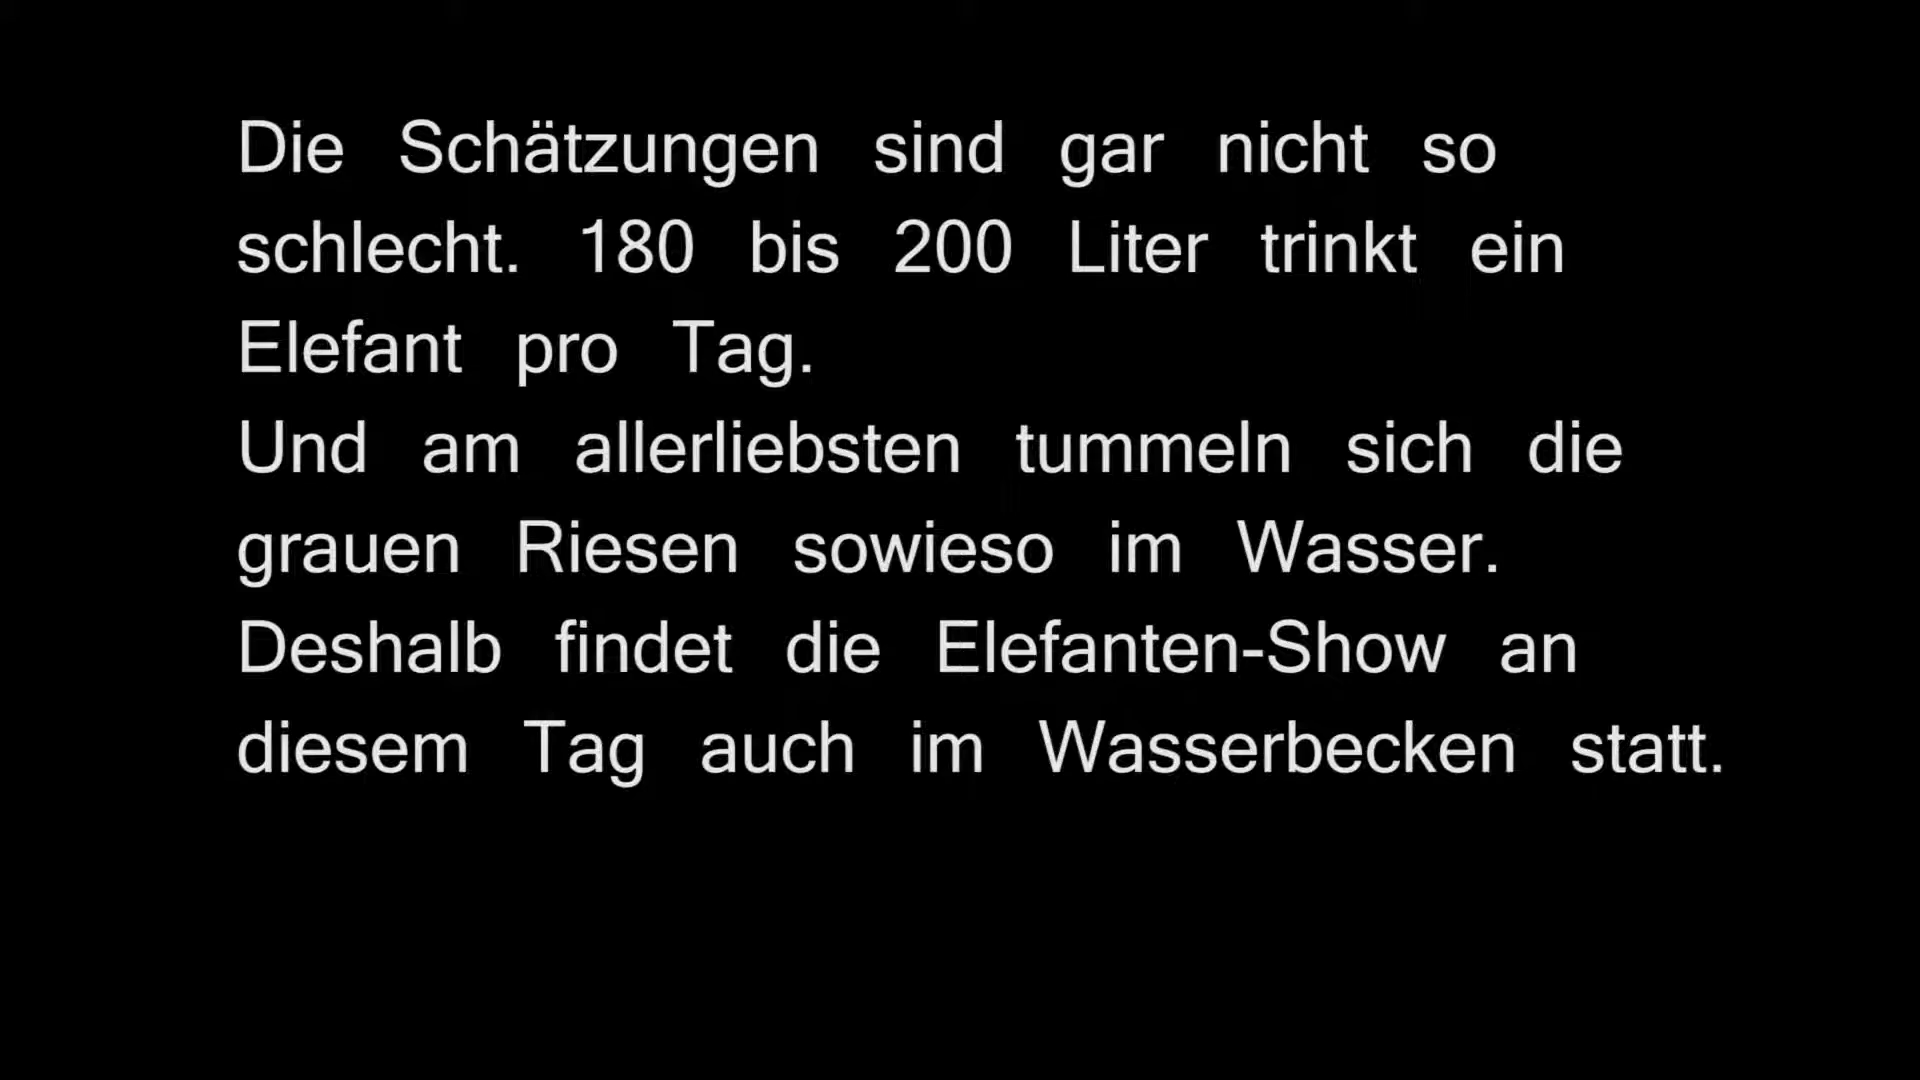 Die Schätzungen sind gar nicht so
schlecht. 180 bis 200 Liter trinkt ein
Elefant pro Tag.
Und am allerliebsten tummeln sich die
grauen Riesen sowieso im Wasser.
Deshalb findet die Elefanten-Show an
diesem Tag auch im Wasserbecken statt.